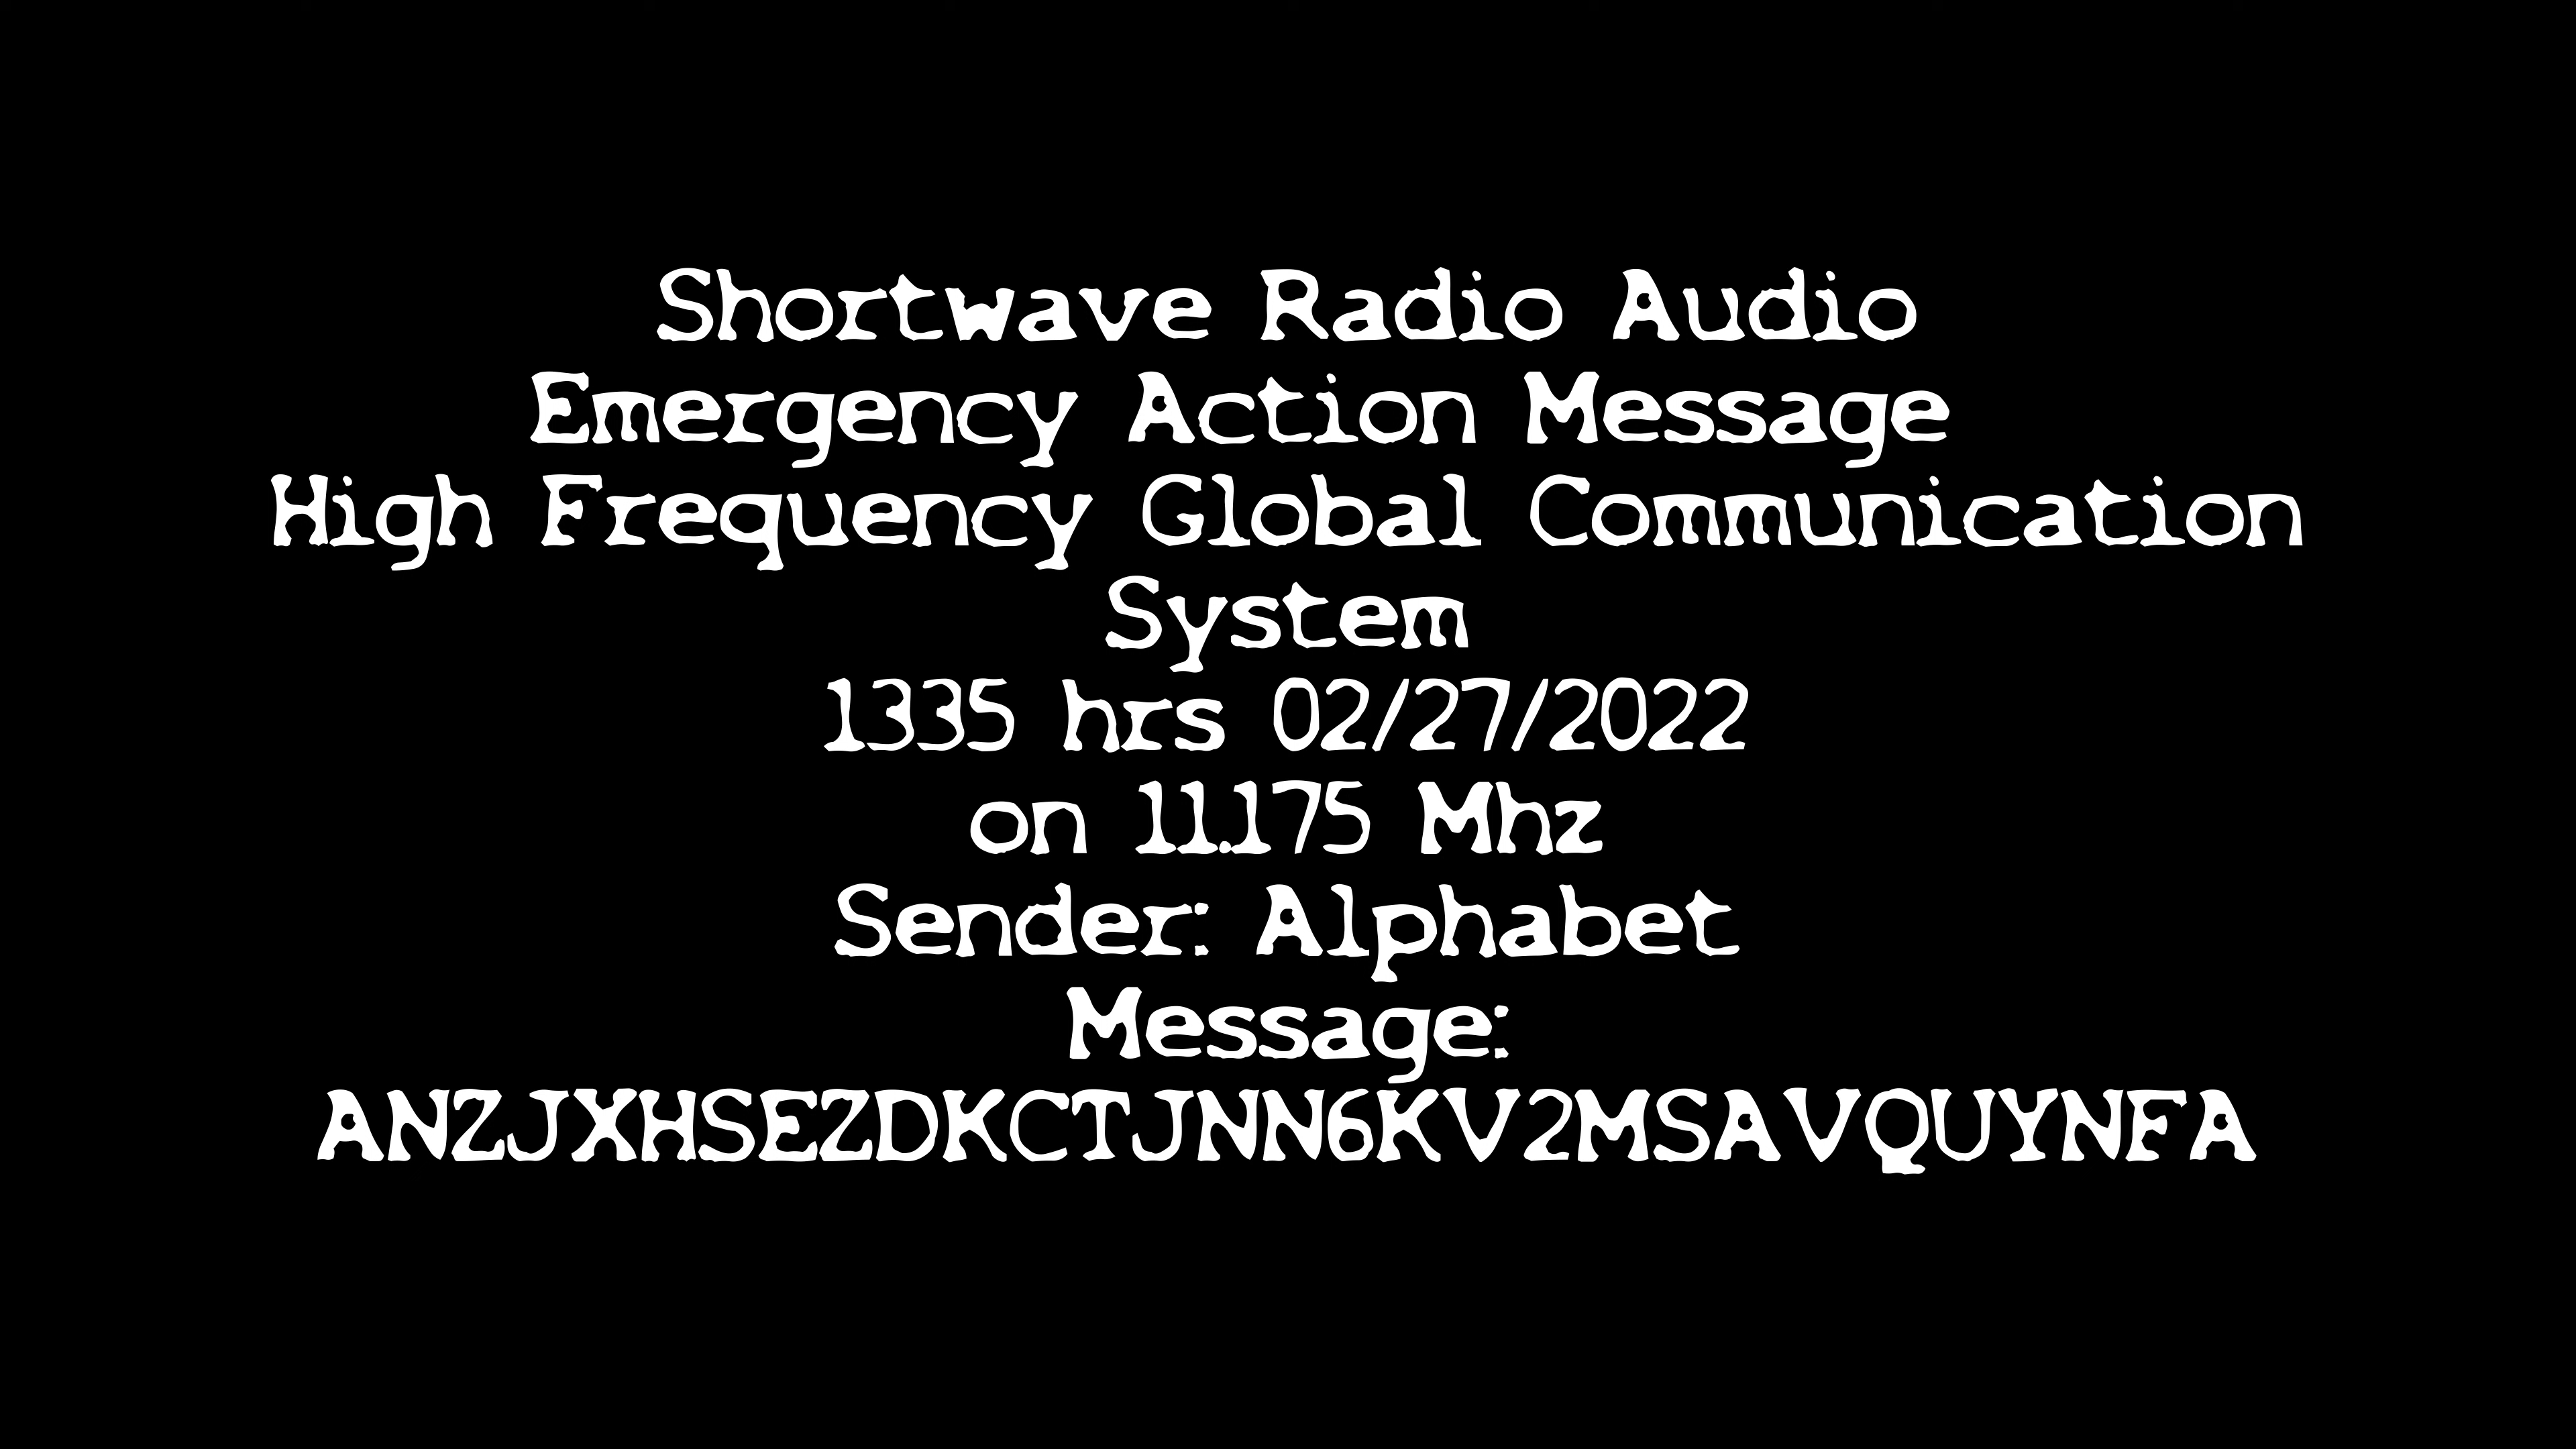 Shortwave Radio Audio
Emergency Action Message
High Frequency Global Communication
System
1335 hrs 02/27/2022
on 11.175 Mhz
Sender: Alphabet
Message:
ANZJXHSEZDKCTJNN6KV2MSAVQUYNFA